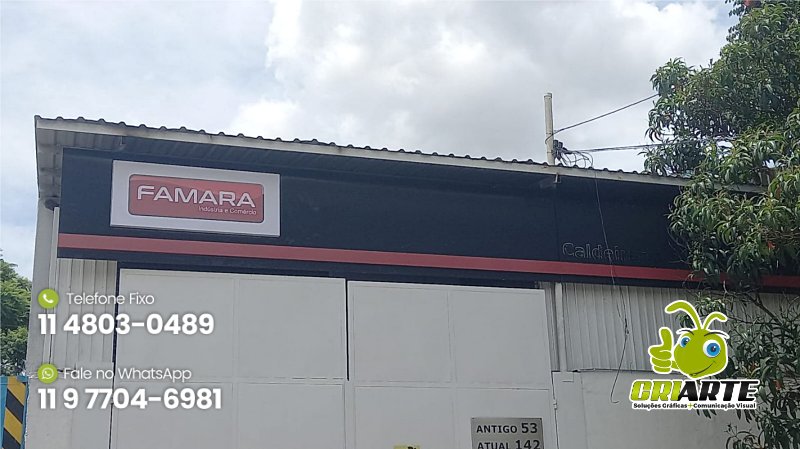 FAMARA
Indústria e Comércio
Telefone Fixo
11 4803-0489
Fale no WhatsApp
11 9 7704-6981
CRIARTE
Soluções Gráficas+Comunicação Visual
ANTIGO 53
ATUAL 142